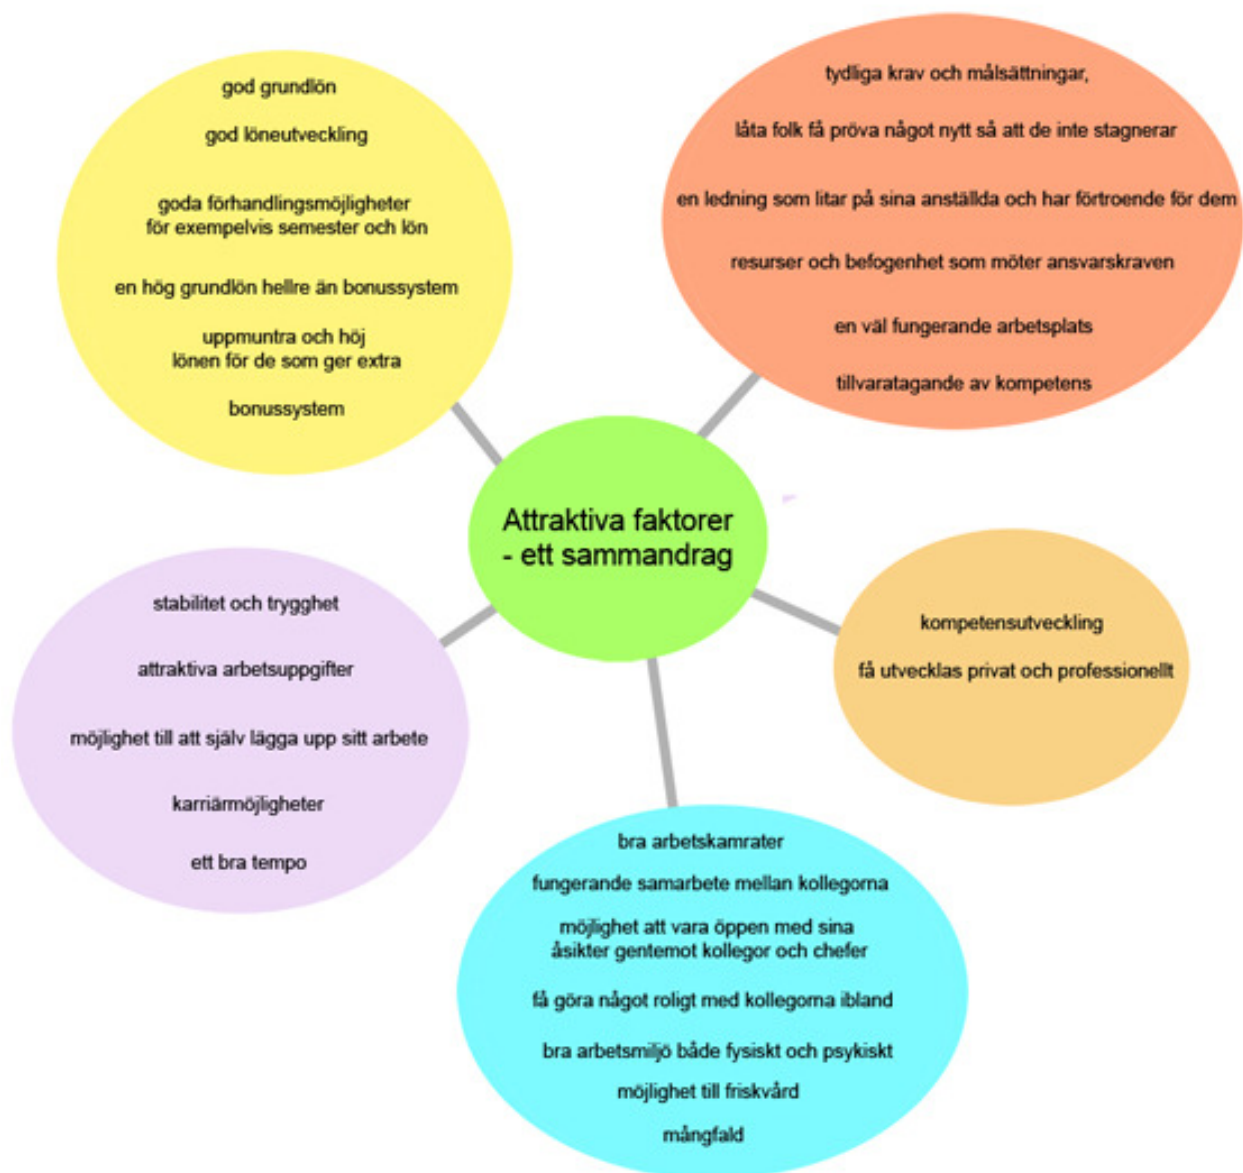 god grundlön
god löneutveckling
goda förhandlingsmöjligheter
för exempelvis semester och lön
en hög grundlön hellre än bonussystem
uppmuntra och höj
lönen för de som ger extra
bonussystem
tydliga krav och målsättningar,
låta folk få pröva något nytt så att de inte stagnerar
en ledning som litar på sina anställda och har förtroende för dem
resurser och befogenhet som möter ansvarskraven
en väl fungerande arbetsplats
tillvaratagande av kompetens
Attraktiva faktorer
- ett sammandrag
stabilitet och trygghet
attraktiva arbetsuppgifter
möjlighet till att själv lägga upp sitt arbete
karriärmöjligheter
ett bra tempo
kompetensutveckling
få utvecklas privat och professionellt
bra arbetskamrater
fungerande samarbete mellan kollegorna
möjlighet att vara öppen med sina
åsikter gentemot kollegor och chefer
få göra något roligt med kollegorna ibland
bra arbetsmiljö både fysiskt och psykiskt
möjlighet till friskvård
mångfald